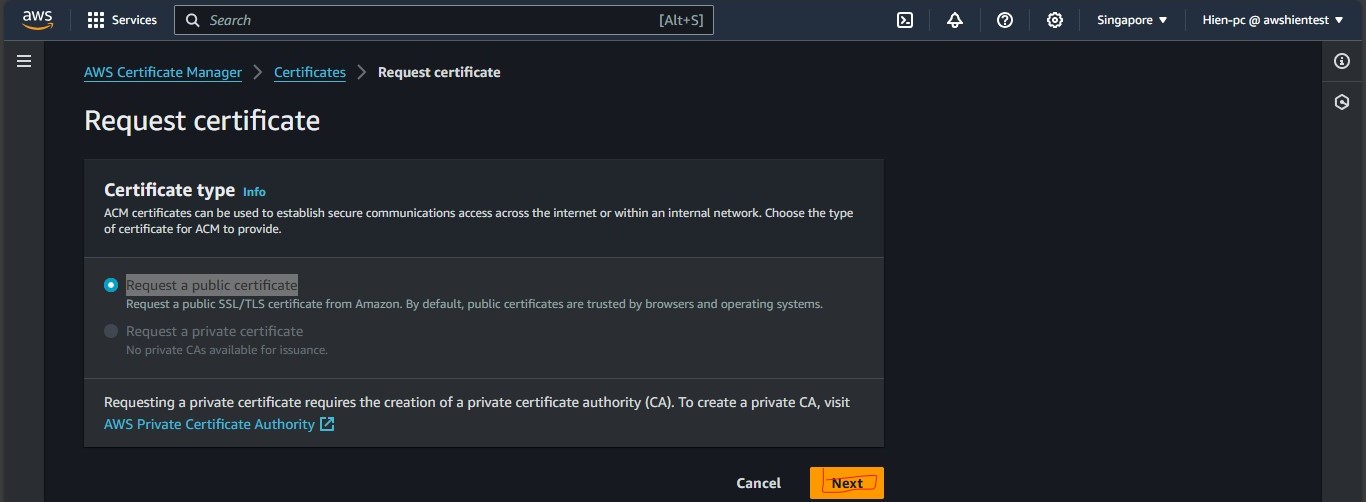 aws Services Search [Alt+S] Singapore ▼ Hien-pc @ awshientest ▼
AWS Certificate Manager > Certificates > Request certificate
Request certificate
Certificate type Info
ACM certificates can be used to establish secure communications access across the internet or within an internal network. Choose the type
of certificate for ACM to provide.
Request a public certificate
Request a public SSL/TLS certificate from Amazon. By default, public certificates are trusted by browsers and operating systems.
Request a private certificate
No private CAs available for issuance.
Requesting a private certificate requires the creation of a private certificate authority (CA). To create a private CA, visit
AWS Private Certificate Authority
Cancel Next